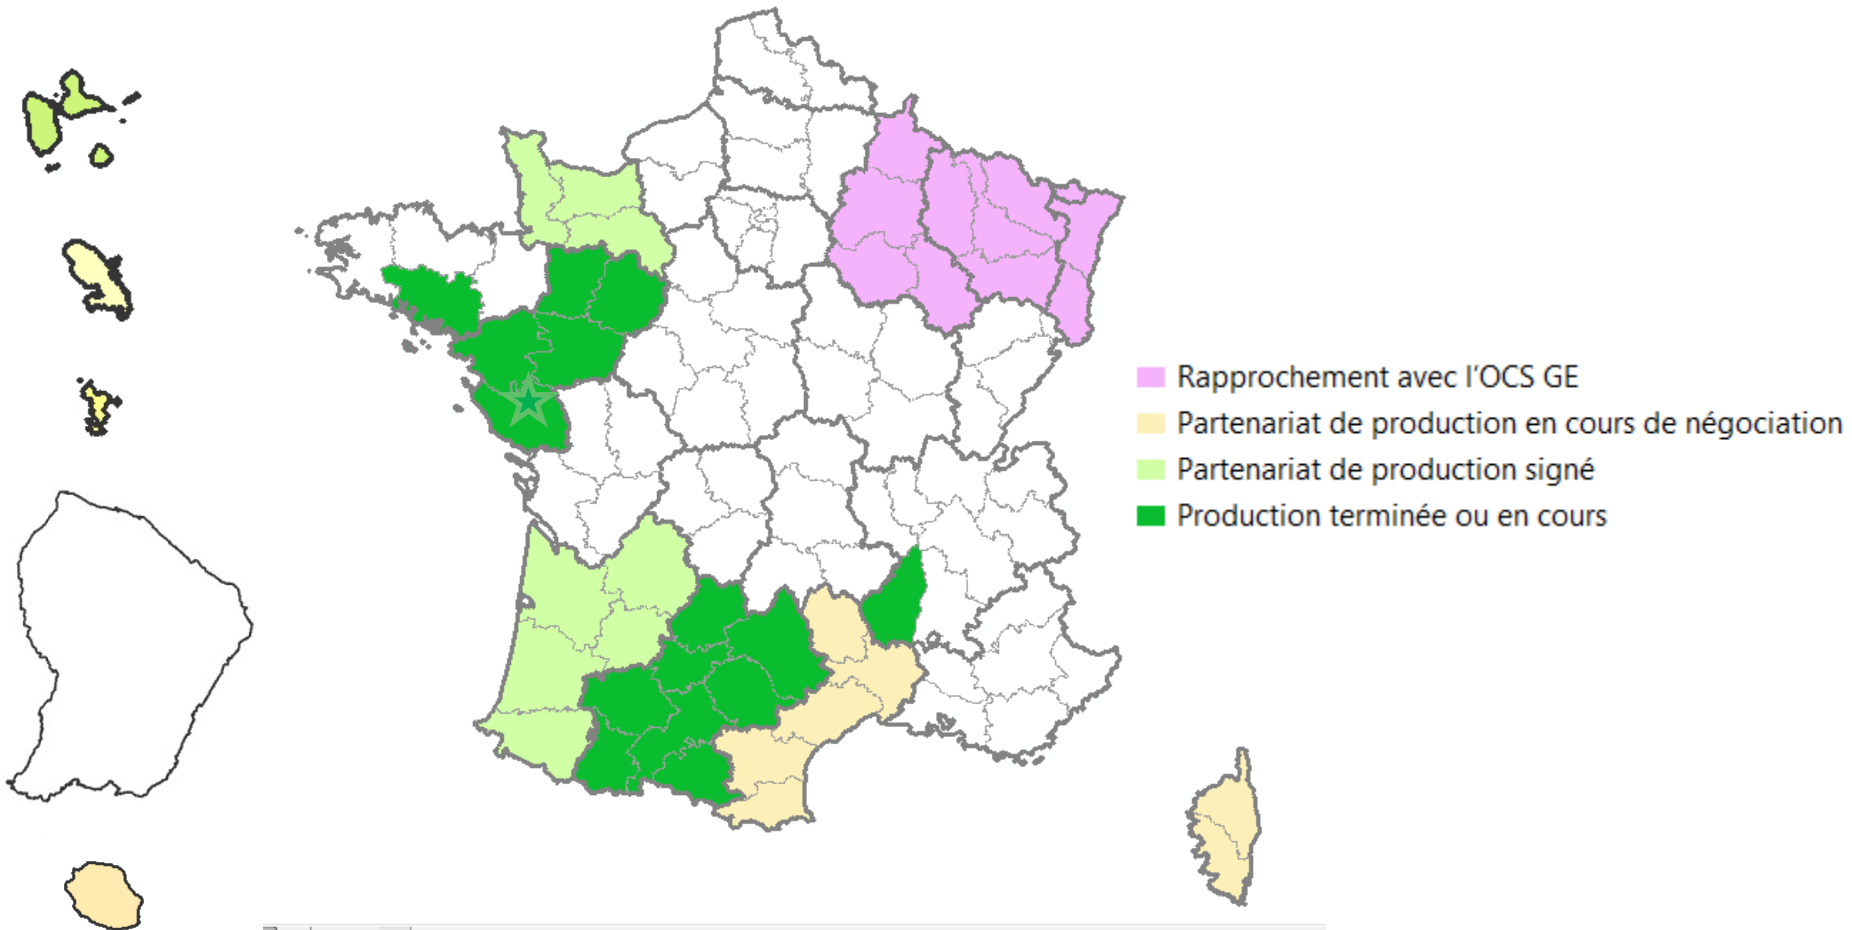 Rapprochement avec l'OCS GE
Partenariat de production en cours de négociation
Partenariat de production signé
Production terminée ou en cours